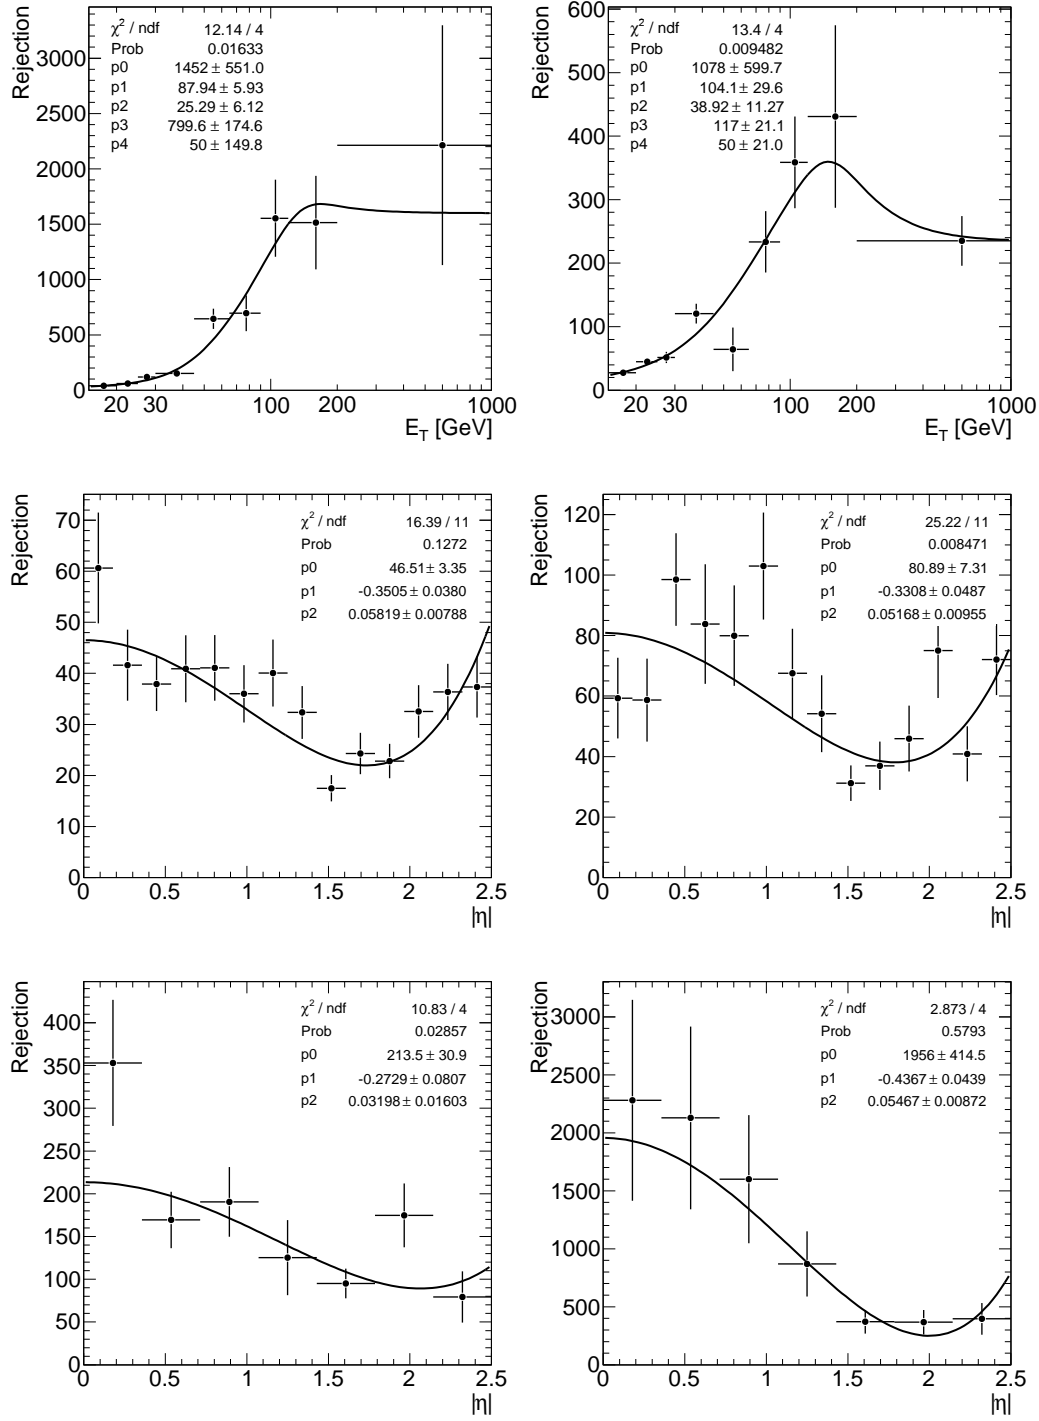 Rejection
χ² / ndf 12.14 / 4
Prob 0.01633
p0 1452 ± 551.0
p1 87.94 ± 5.93
p2 25.29 ± 6.12
p3 799.6 ± 174.6
p4 50 ± 149.8
3500
3000
2500
2000
1500
1000
500
0
20 30 100 200 1000
E_T [GeV]
Rejection
χ² / ndf 13.4 / 4
Prob 0.009482
p0 1078 ± 599.7
p1 104.1 ± 29.6
p2 38.92 ± 11.27
p3 117 ± 21.1
p4 50 ± 21.0
600
500
400
300
200
100
0
20 30 100 200 1000
E_T [GeV]
Rejection
χ² / ndf 16.39 / 11
Prob 0.1272
p0 46.51 ± 3.35
p1 -0.3505 ± 0.0380
p2 0.05819 ± 0.00788
70
60
50
40
30
20
10
0
0 0.5 1 1.5 2 2.5
|η|
Rejection
χ² / ndf 25.22 / 11
Prob 0.008471
p0 80.89 ± 7.31
p1 -0.3308 ± 0.0487
p2 0.05168 ± 0.00955
120
100
80
60
40
20
0
0 0.5 1 1.5 2 2.5
|η|
Rejection
χ² / ndf 10.83 / 4
Prob 0.02857
p0 213.5 ± 30.9
p1 -0.2729 ± 0.0807
p2 0.03198 ± 0.01603
400
350
300
250
200
150
100
50
0
0 0.5 1 1.5 2 2.5
|η|
Rejection
χ² / ndf 2.873 / 4
Prob 0.5793
p0 1956 ± 414.5
p1 -0.4367 ± 0.0439
p2 0.05467 ± 0.00872
3000
2500
2000
1500
1000
500
0
0 0.5 1 1.5 2 2.5
|η|